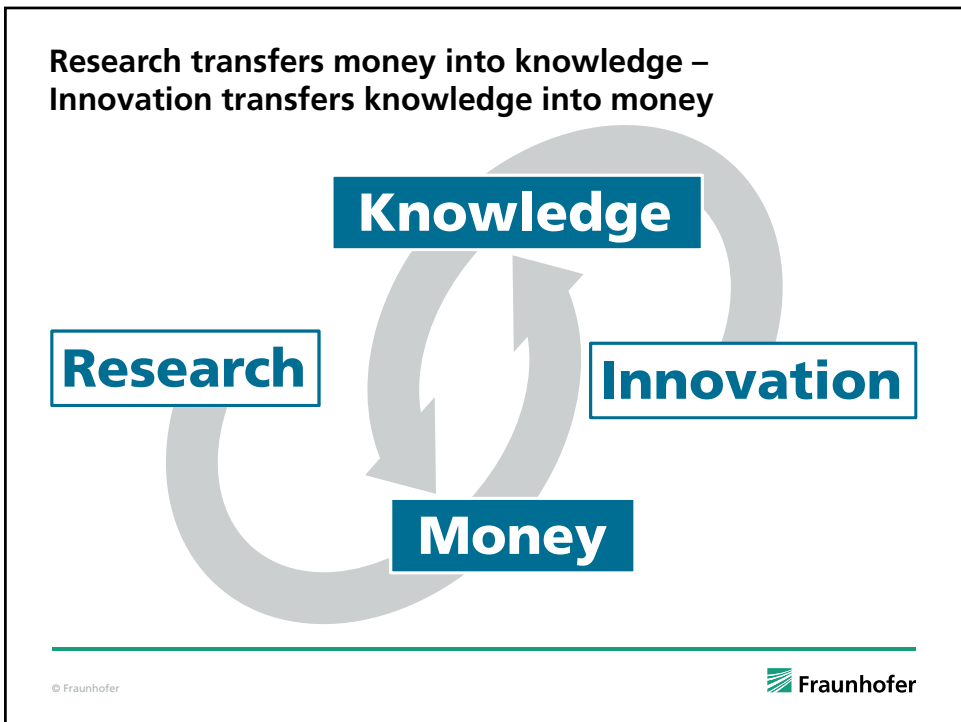 Research transfers money into knowledge –
Innovation transfers knowledge into money
Knowledge
Research
Innovation
Money
© Fraunhofer
Fraunhofer